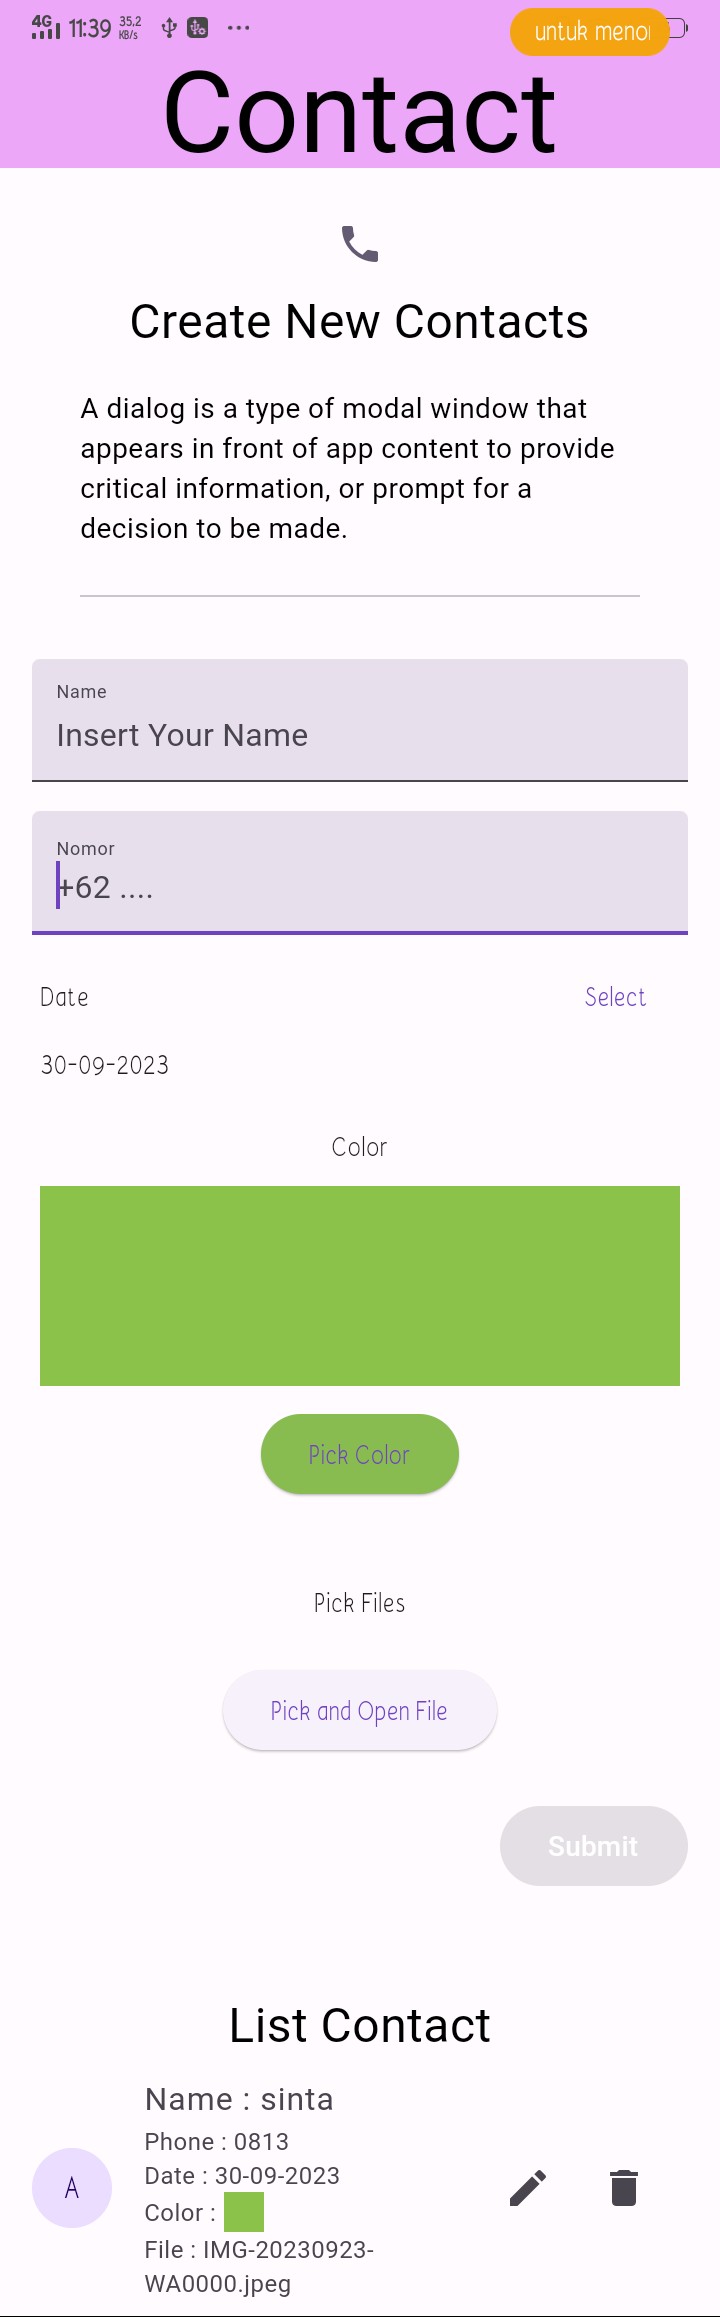 4G 11:39 35,2 KB/s ... untuk
Contact
Create New Contacts
A dialog is a type of modal window that
appears in front of app content to provide
critical information, or prompt for a
decision to be made.
Name
Insert Your Name
Nomor
+62 ....
Date Select
30-09-2023
Color
Pick Color
Pick Files
Pick and Open File
Submit
List Contact
Name : sinta
Phone : 0813
A
Date : 30-09-2023
Color :
File : IMG-20230923-
WA0000.jpeg